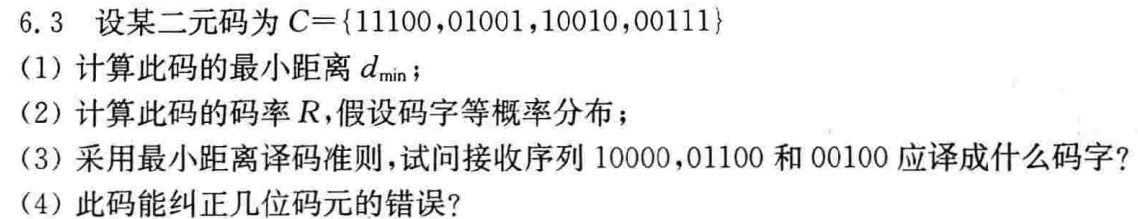 6.3 设某二元码为 C={11100,01001,10010,00111}
(1) 计算此码的最小距离 dmin;
(2) 计算此码的码率 R,假设码字等概率分布;
(3) 采用最小距离译码准则,试问接收序列 10000,01100 和 00100 应译成什么码字?
(4) 此码能纠正几位码元的错误?